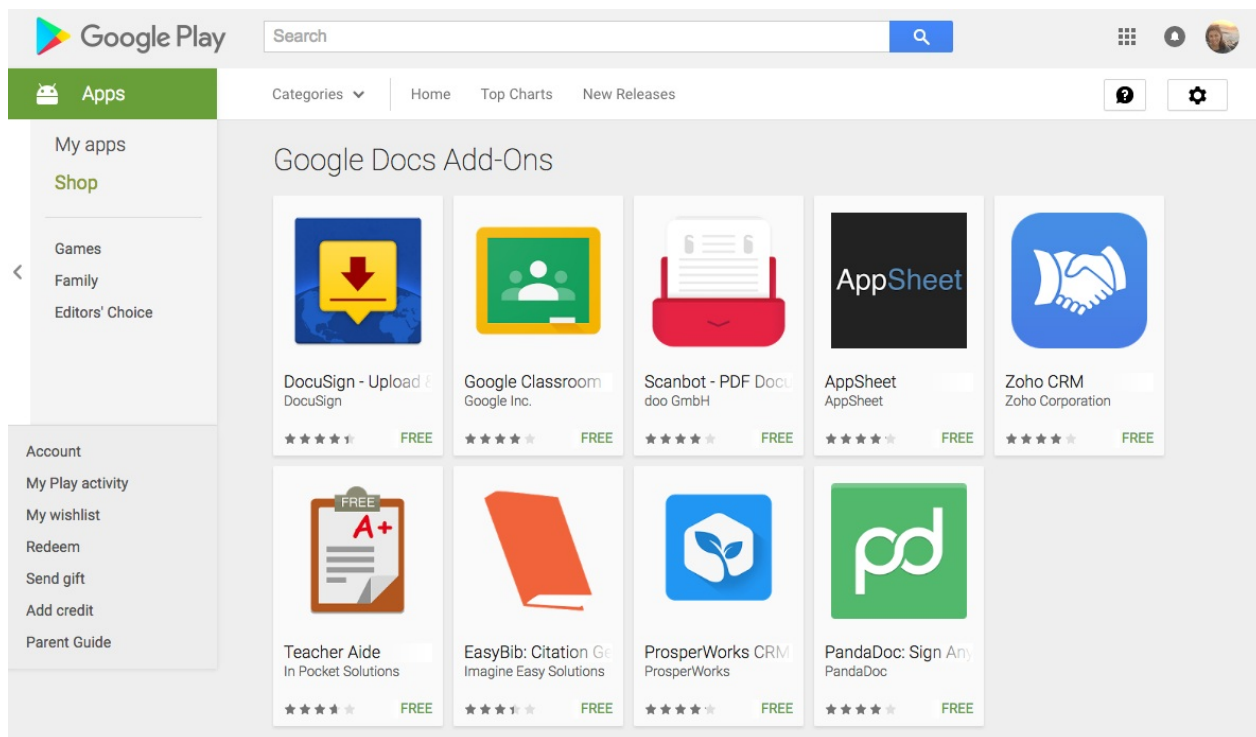 Google Play
Search
Apps
Categories
Home
Top Charts
New Releases
My apps
Shop
Games
Family
Editors' Choice
Account
My Play activity
My wishlist
Redeem
Send gift
Add credit
Parent Guide
Google Docs Add-Ons
AppSheet
DocuSign - Upload &
DocuSign
FREE
Google Classroom
Google Inc.
FREE
Scanbot - PDF Docu
doo GmbH
FREE
AppSheet
AppSheet
FREE
Zoho CRM
Zoho Corporation
FREE
FREE
A+
Teacher Aide
In Pocket Solutions
FREE
EasyBib: Citation Ge
Imagine Easy Solutions
FREE
ProsperWorks CRM
ProsperWorks
FREE
pd
PandaDoc: Sign Any
PandaDoc
FREE